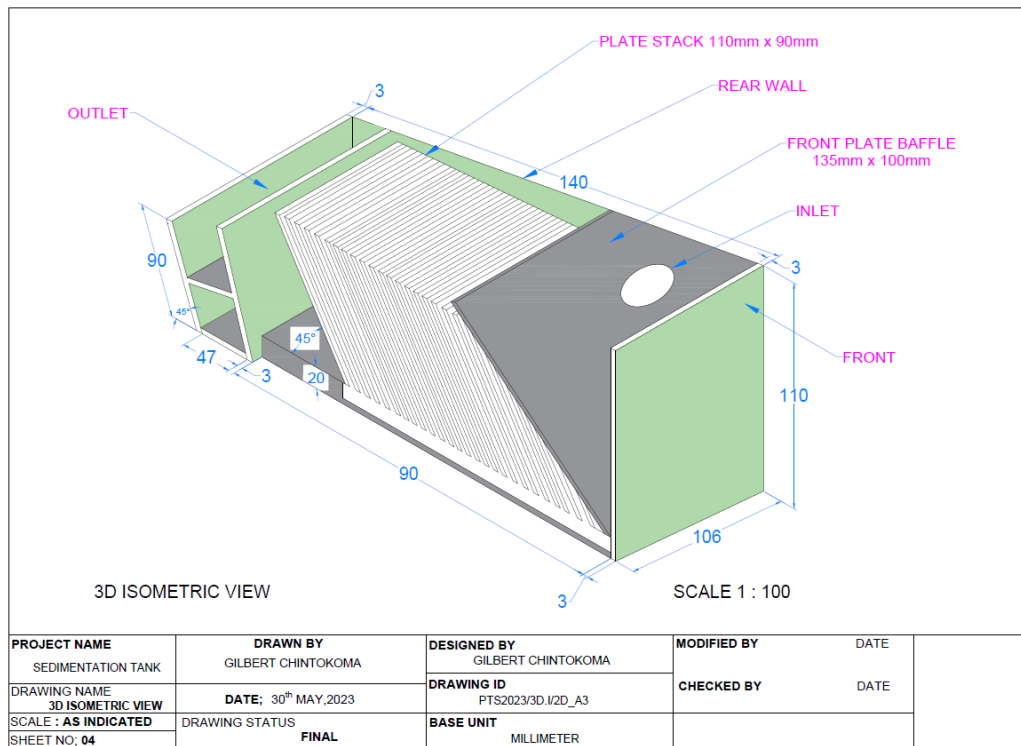 PLATE STACK 110mm x 90mm
3
REAR WALL
OUTLET
FRONT PLATE BAFFLE
135mm x 100mm
140
INLET
90
3
45°
45°
FRONT
47
3
20
110
90
106
3
3D ISOMETRIC VIEW
SCALE 1 : 100
PROJECT NAME
SEDIMENTATION TANK
DRAWN BY
GILBERT CHINTOKOMA
DESIGNED BY
GILBERT CHINTOKOMA
MODIFIED BY DATE
DRAWING NAME
3D ISOMETRIC VIEW
DATE; 30th MAY,2023
DRAWING ID
PTS2023/3D.I/2D_A3
CHECKED BY DATE
SCALE : AS INDICATED
SHEET NO; 04
DRAWING STATUS
FINAL
BASE UNIT
MILLIMETER